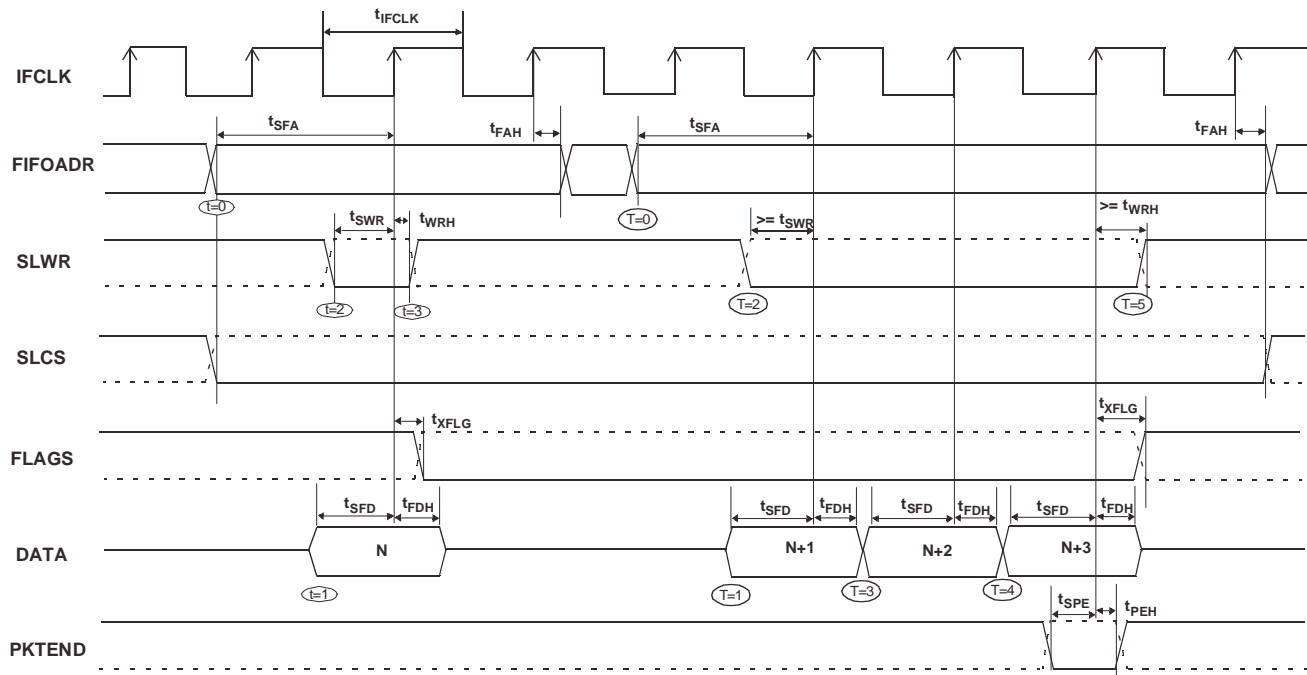 tIFCLK
IFCLK
tSFA
tFAH
tSFA
tFAH
FIFOADR
t=0
tSWR
tWRH
T=0
>= tSWR
>= tWRH
SLWR
t=2
t=3
T=2
T=5
SLCS
tXFLG
tXFLG
FLAGS
tSFD
tFDH
tSFD
tFDH
tSFD
tFDH
tSFD
tFDH
DATA
N
N+1
N+2
N+3
t=1
T=1
T=3
T=4
tSPE
tPEH
PKTEND